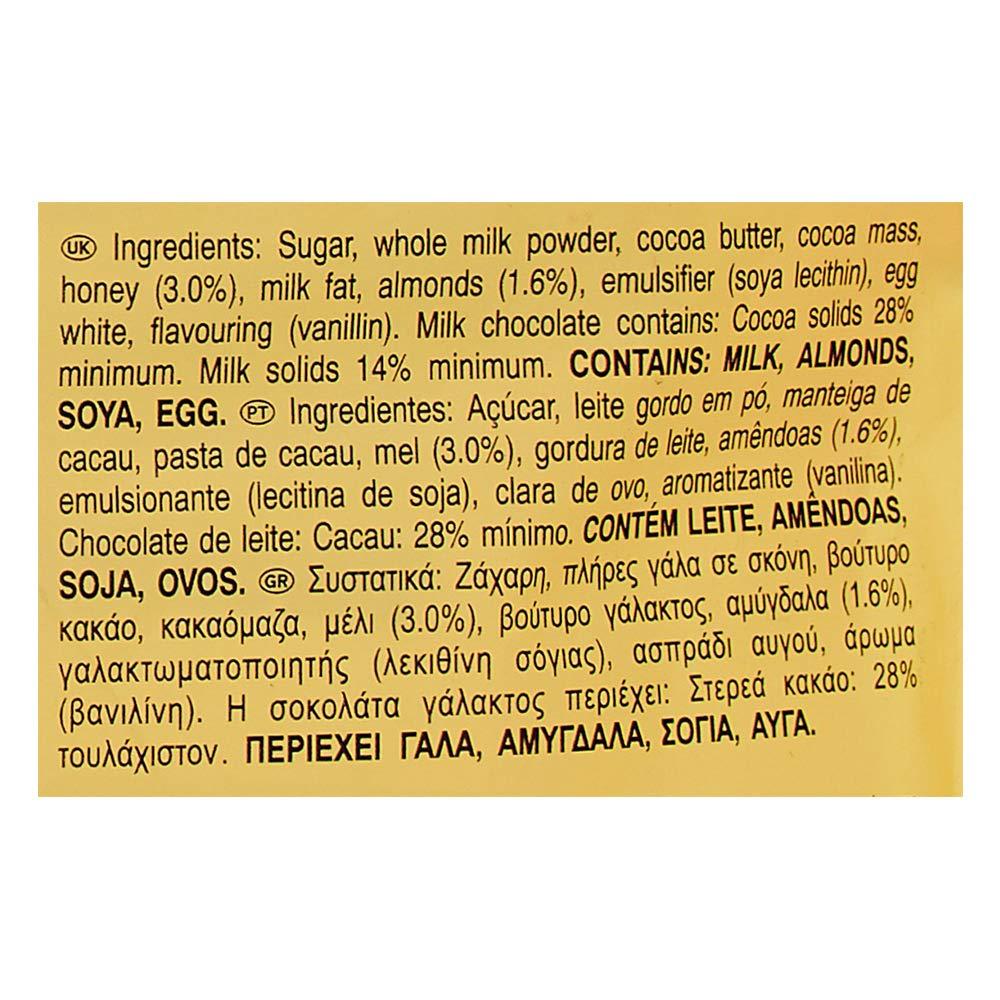 UK Ingredients: Sugar, whole milk powder, cocoa butter, cocoa mass,
honey (3.0%), milk fat, almonds (1.6%), emulsifier (soya lecithin), egg
white, flavouring (vanillin). Milk chocolate contains: Cocoa solids 28%
minimum. Milk solids 14% minimum. CONTAINS: MILK, ALMONDS,
SOYA, EGG. PT Ingredientes: Açúcar, leite gordo em pó, manteiga de
cacau, pasta de cacau, mel (3.0%), gordura de leite, amêndoas (1.6%),
emulsionante (lecitina de soja), clara de ovo, aromatizante (vanilina).
Chocolate de leite: Cacau: 28% mínimo. CONTÉM LEITE, AMÊNDOAS,
SOJA, OVOS. GR Συστατικά: Ζάχαρη, πλήρες γάλα σε σκόνη, βούτυρο
κακάο, κακαόμαζα, μέλι (3.0%), βούτυρο γάλακτος, αμύγδαλα (1.6%),
γαλακτωματοποιητής (λεκιθίνη σόγιας), ασπράδι αυγού, άρωμα
(βανιλίνη). Η σοκολάτα γάλακτος περιέχει: Στερεά κακάο: 28%
τουλάχιστον. ΠΕΡΙΕΧΕΙ ΓΑΛΑ, ΑΜΥΓΔΑΛΑ, ΣΟΓΙΑ, ΑΥΓΑ.